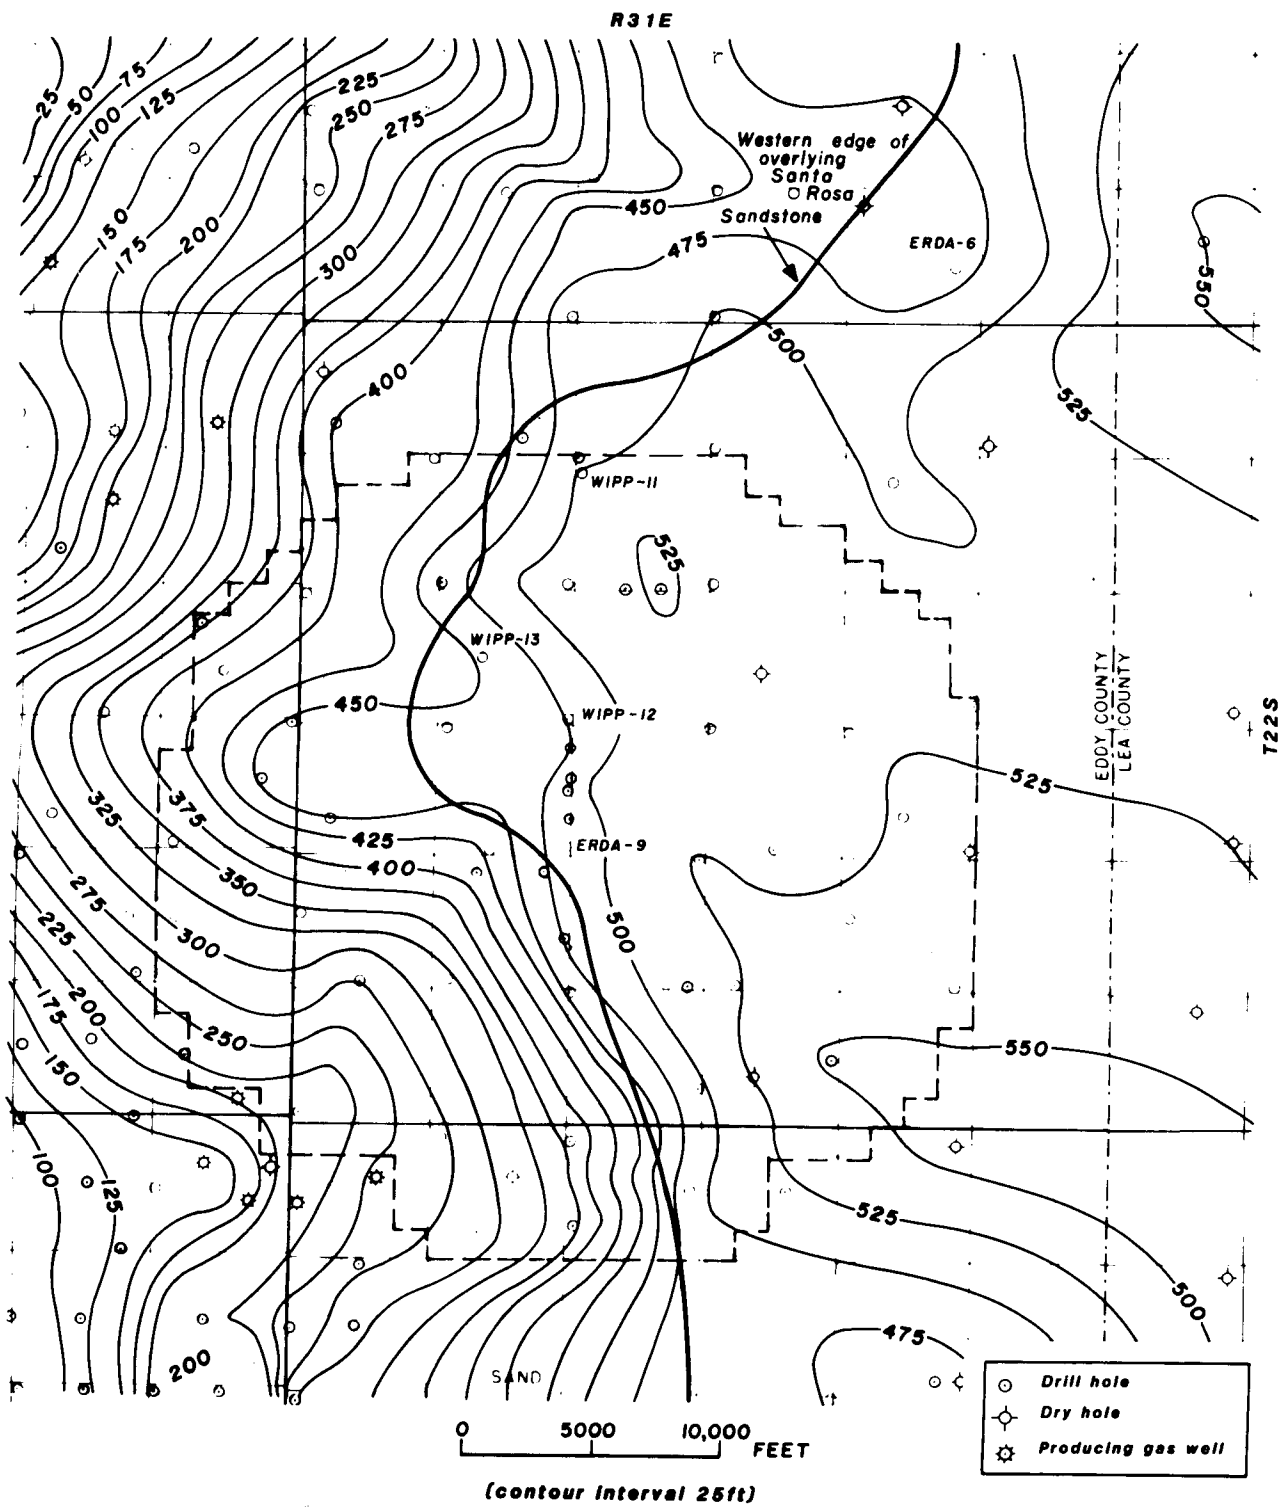 R31E
25
50
75
100
125
225
250
275
150
175
200
300
Western edge of
overlying
Santa
Rosa
Sandstone
450
475
ERDA-6
550
500
400
525
WIPP-11
525
WIPP-13
450
WIPP-12
EDDY COUNTY
LEA COUNTY
T22S
525
325
375
425
400
ERDA-9
350
275
225
300
500
175
200
250
150
550
100
125
525
500
475
200
SAND
0 5000 10,000
FEET
(contour interval 25ft)
Drill hole
Dry hole
Producing gas well